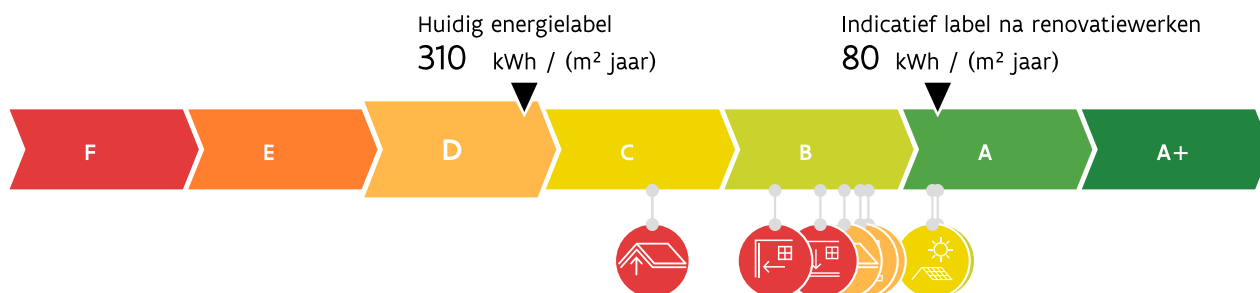 Huidig energielabel
310 kWh / (m² jaar)
Indicatief label na renovatiewerken
80 kWh / (m² jaar)
F E D C B A A+